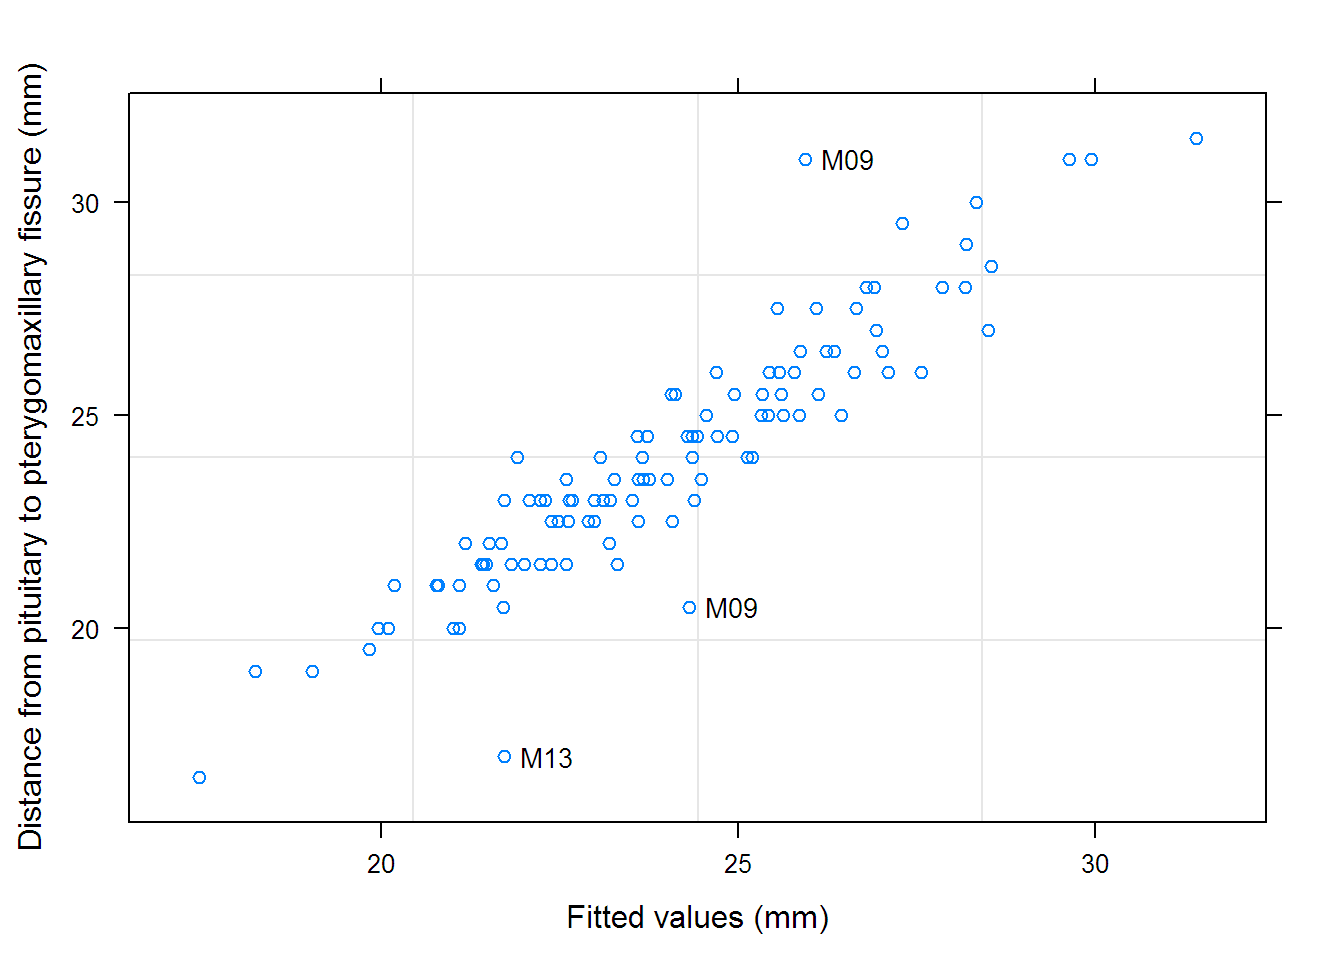 Distance from pituitary to pterygomaxillary fissure (mm)
30
25
20
M09
M09
M13
20 25 30
Fitted values (mm)